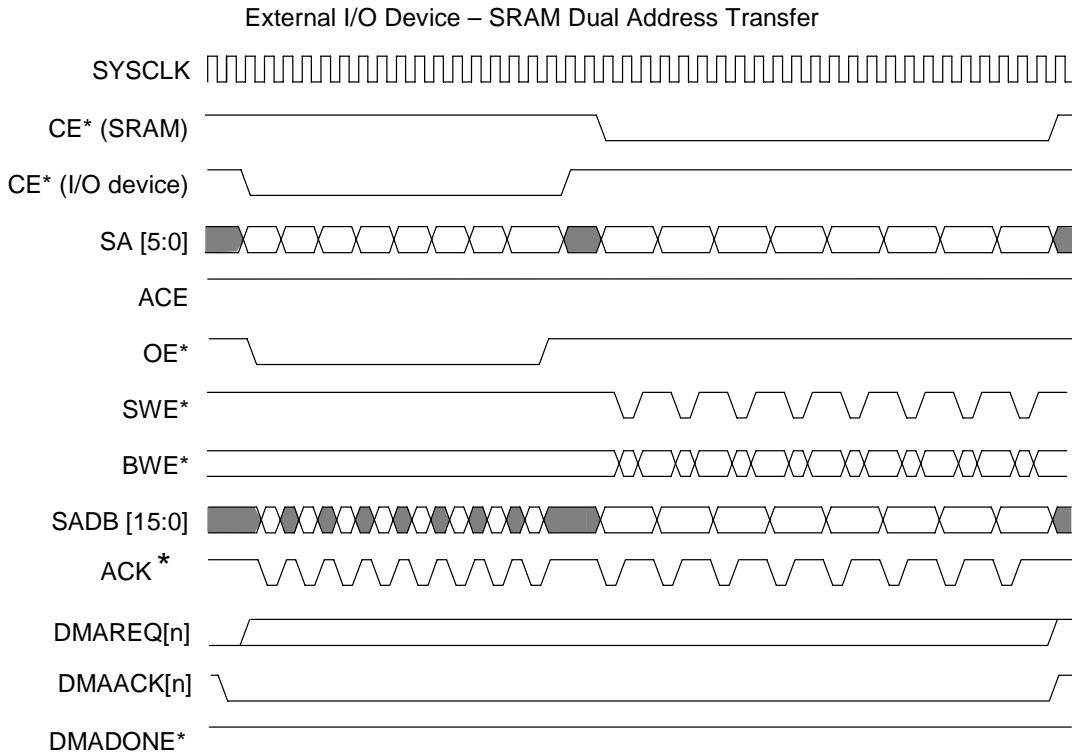 External I/O Device – SRAM Dual Address Transfer
SYSCLK
CE* (SRAM)
CE* (I/O device)
SA [5:0]
ACE
OE*
SWE*
BWE*
SADB [15:0]
ACK *
DMAREQ[n]
DMAACK[n]
DMADONE*